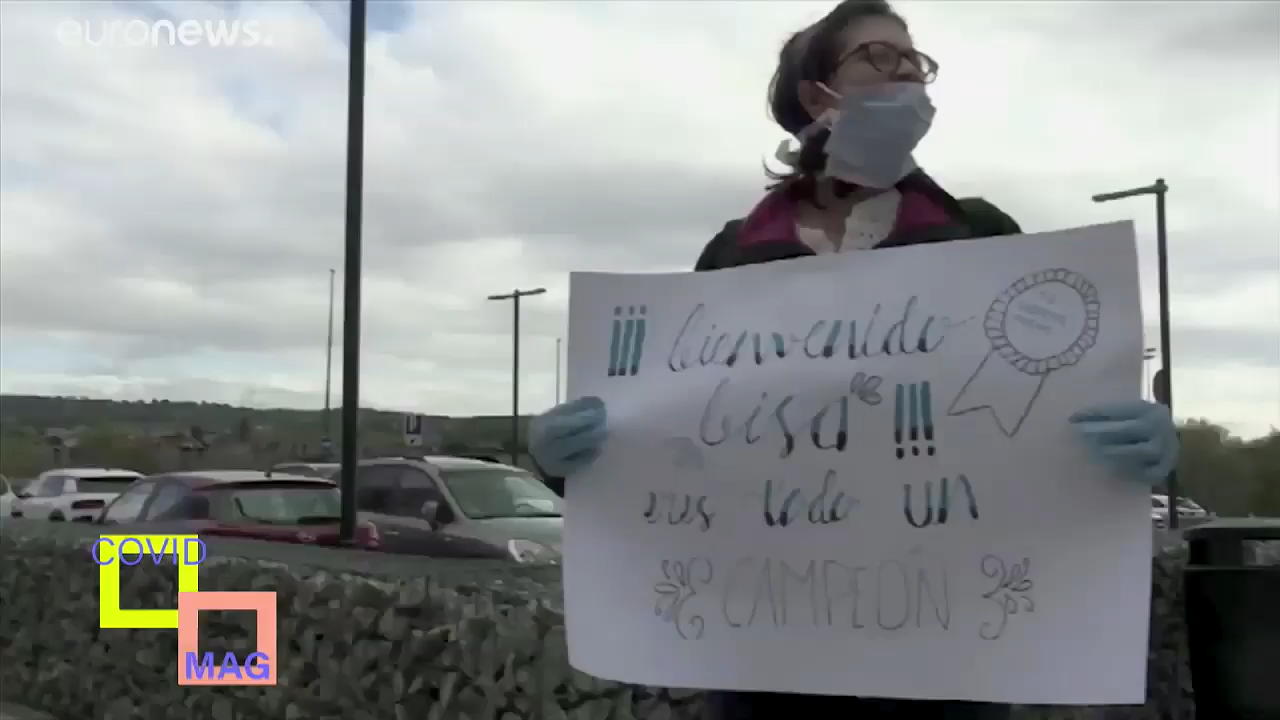 euronews.
¡¡¡ bienvenido
bisa !!!
eres todo un
CAMPEÓN
COVID
MAG